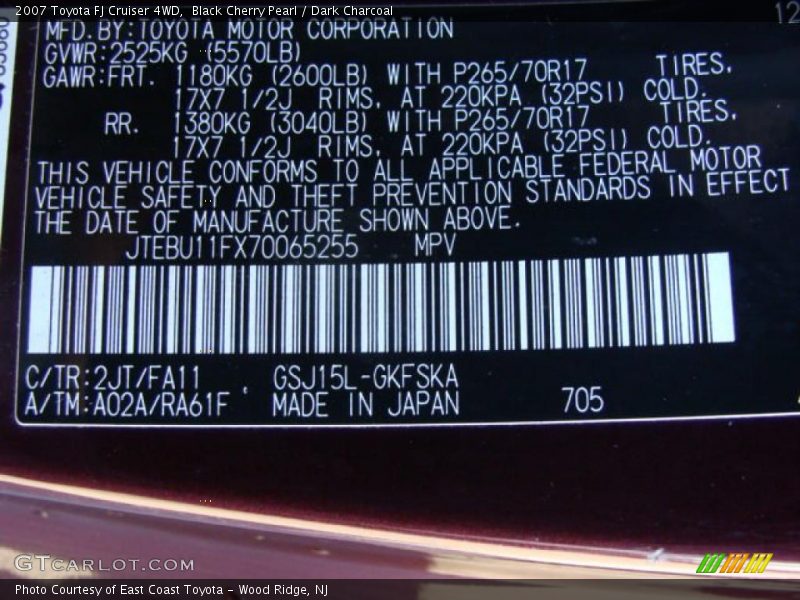 2007 Toyota FJ Cruiser 4WD, Black Cherry Pearl / Dark Charcoal
MFD.BY:TOYOTA MOTOR CORPORATION
GVWR:2525KG (5570LB)
GAWR:FRT. 1180KG (2600LB) WITH P265/70R17 TIRES,
17X7 1/2J RIMS, AT 220KPA (32PSI) COLD.
RR. 1380KG (3040LB) WITH P265/70R17 TIRES,
17X7 1/2J RIMS, AT 220KPA (32PSI) COLD.
THIS VEHICLE CONFORMS TO ALL APPLICABLE FEDERAL MOTOR
VEHICLE SAFETY AND THEFT PREVENTION STANDARDS IN EFFECT
THE DATE OF MANUFACTURE SHOWN ABOVE.
JTEBU11FX70065255 MPV
C/TR:2JT/FA11 GSJ15L-GKFSKA
A/TM:A02A/RA61F MADE IN JAPAN 705
GTCARLOT.COM
Photo Courtesy of East Coast Toyota - Wood Ridge, NJ